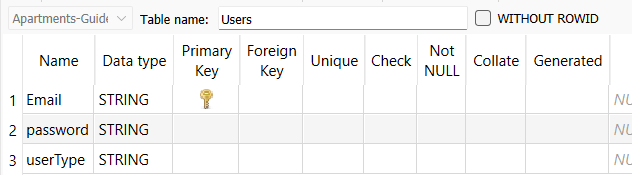 Apartments-Guide Table name: Users WITHOUT ROWID
Name Data type Primary Key Foreign Key Unique Check Not NULL Collate Generated
1 Email STRING NU
2 password STRING NU
3 userType STRING NU